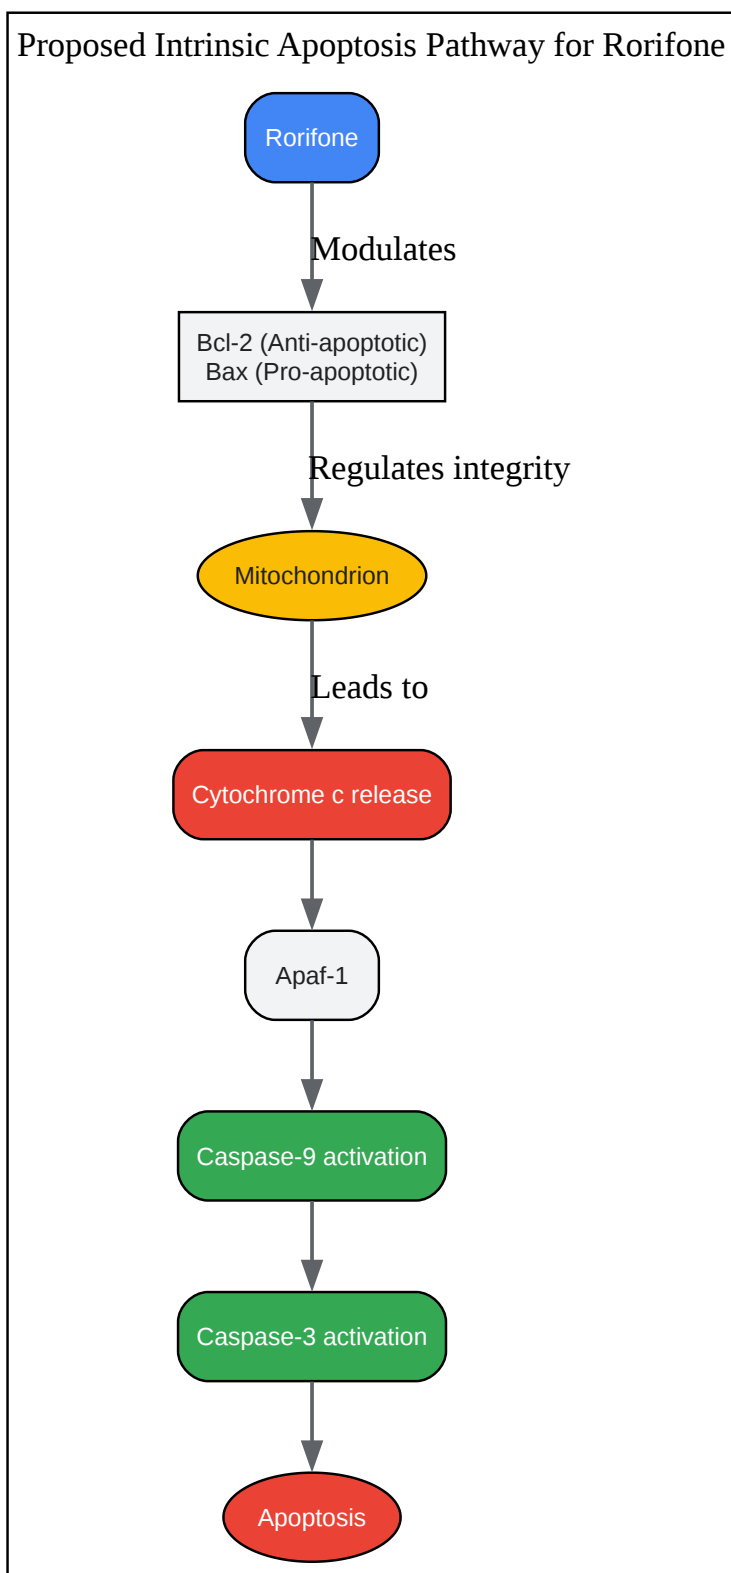 Proposed Intrinsic Apoptosis Pathway for Rorifone
Rorifone
Modulates
Bcl-2 (Anti-apoptotic)
Bax (Pro-apoptotic)
Regulates integrity
Mitochondrion
Leads to
Cytochrome c release
Apaf-1
Caspase-9 activation
Caspase-3 activation
Apoptosis